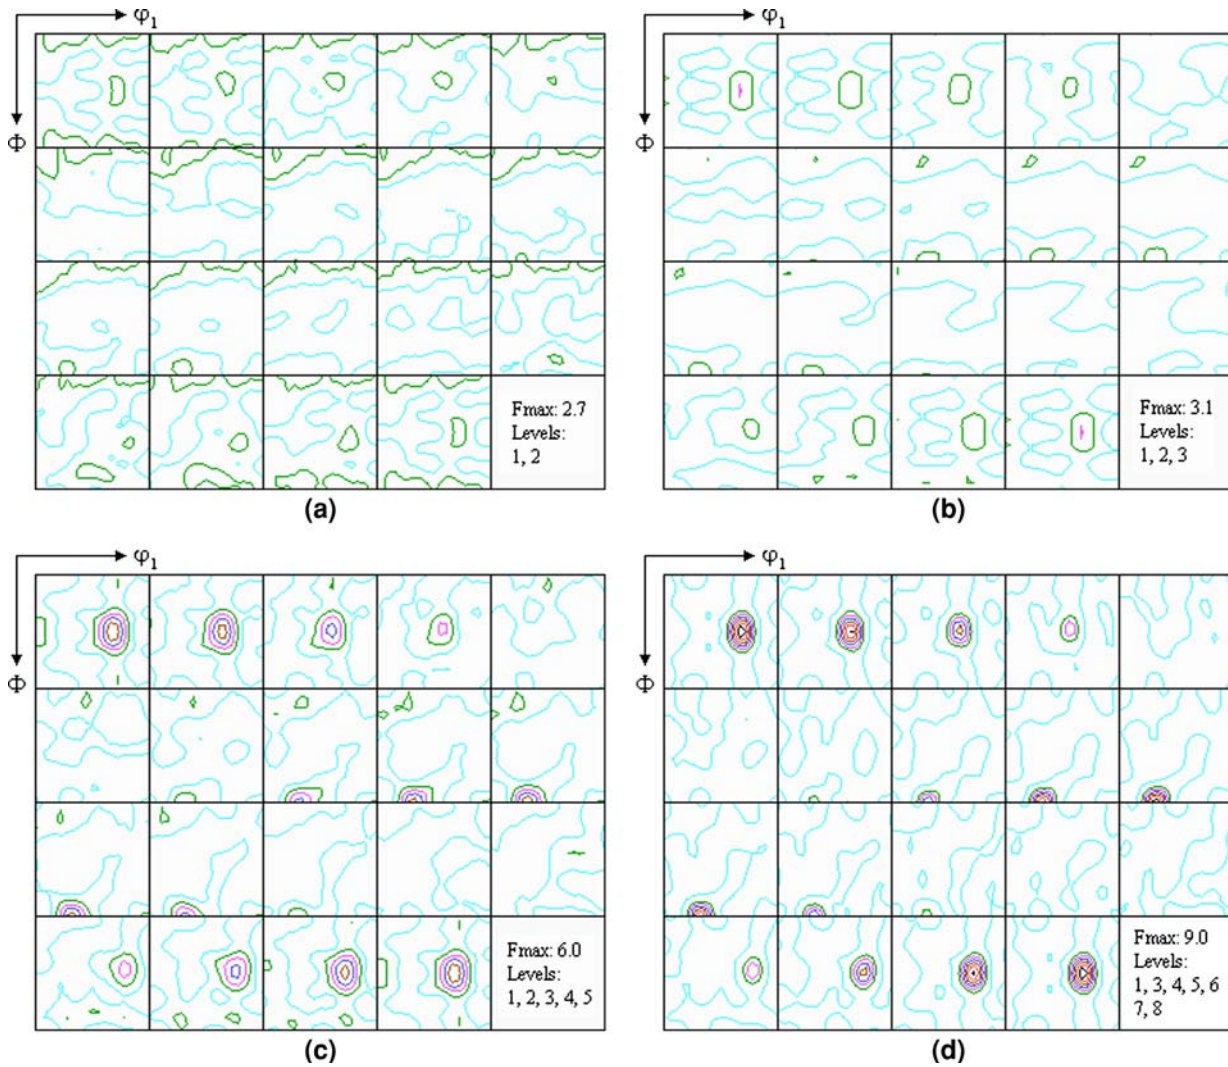 φ1
Φ
Fmax: 2.7
Levels:
1, 2
(a)
φ1
Φ
Fmax: 3.1
Levels:
1, 2, 3
(b)
φ1
Φ
Fmax: 6.0
Levels:
1, 2, 3, 4, 5
(c)
φ1
Φ
Fmax: 9.0
Levels:
1, 3, 4, 5, 6
7, 8
(d)